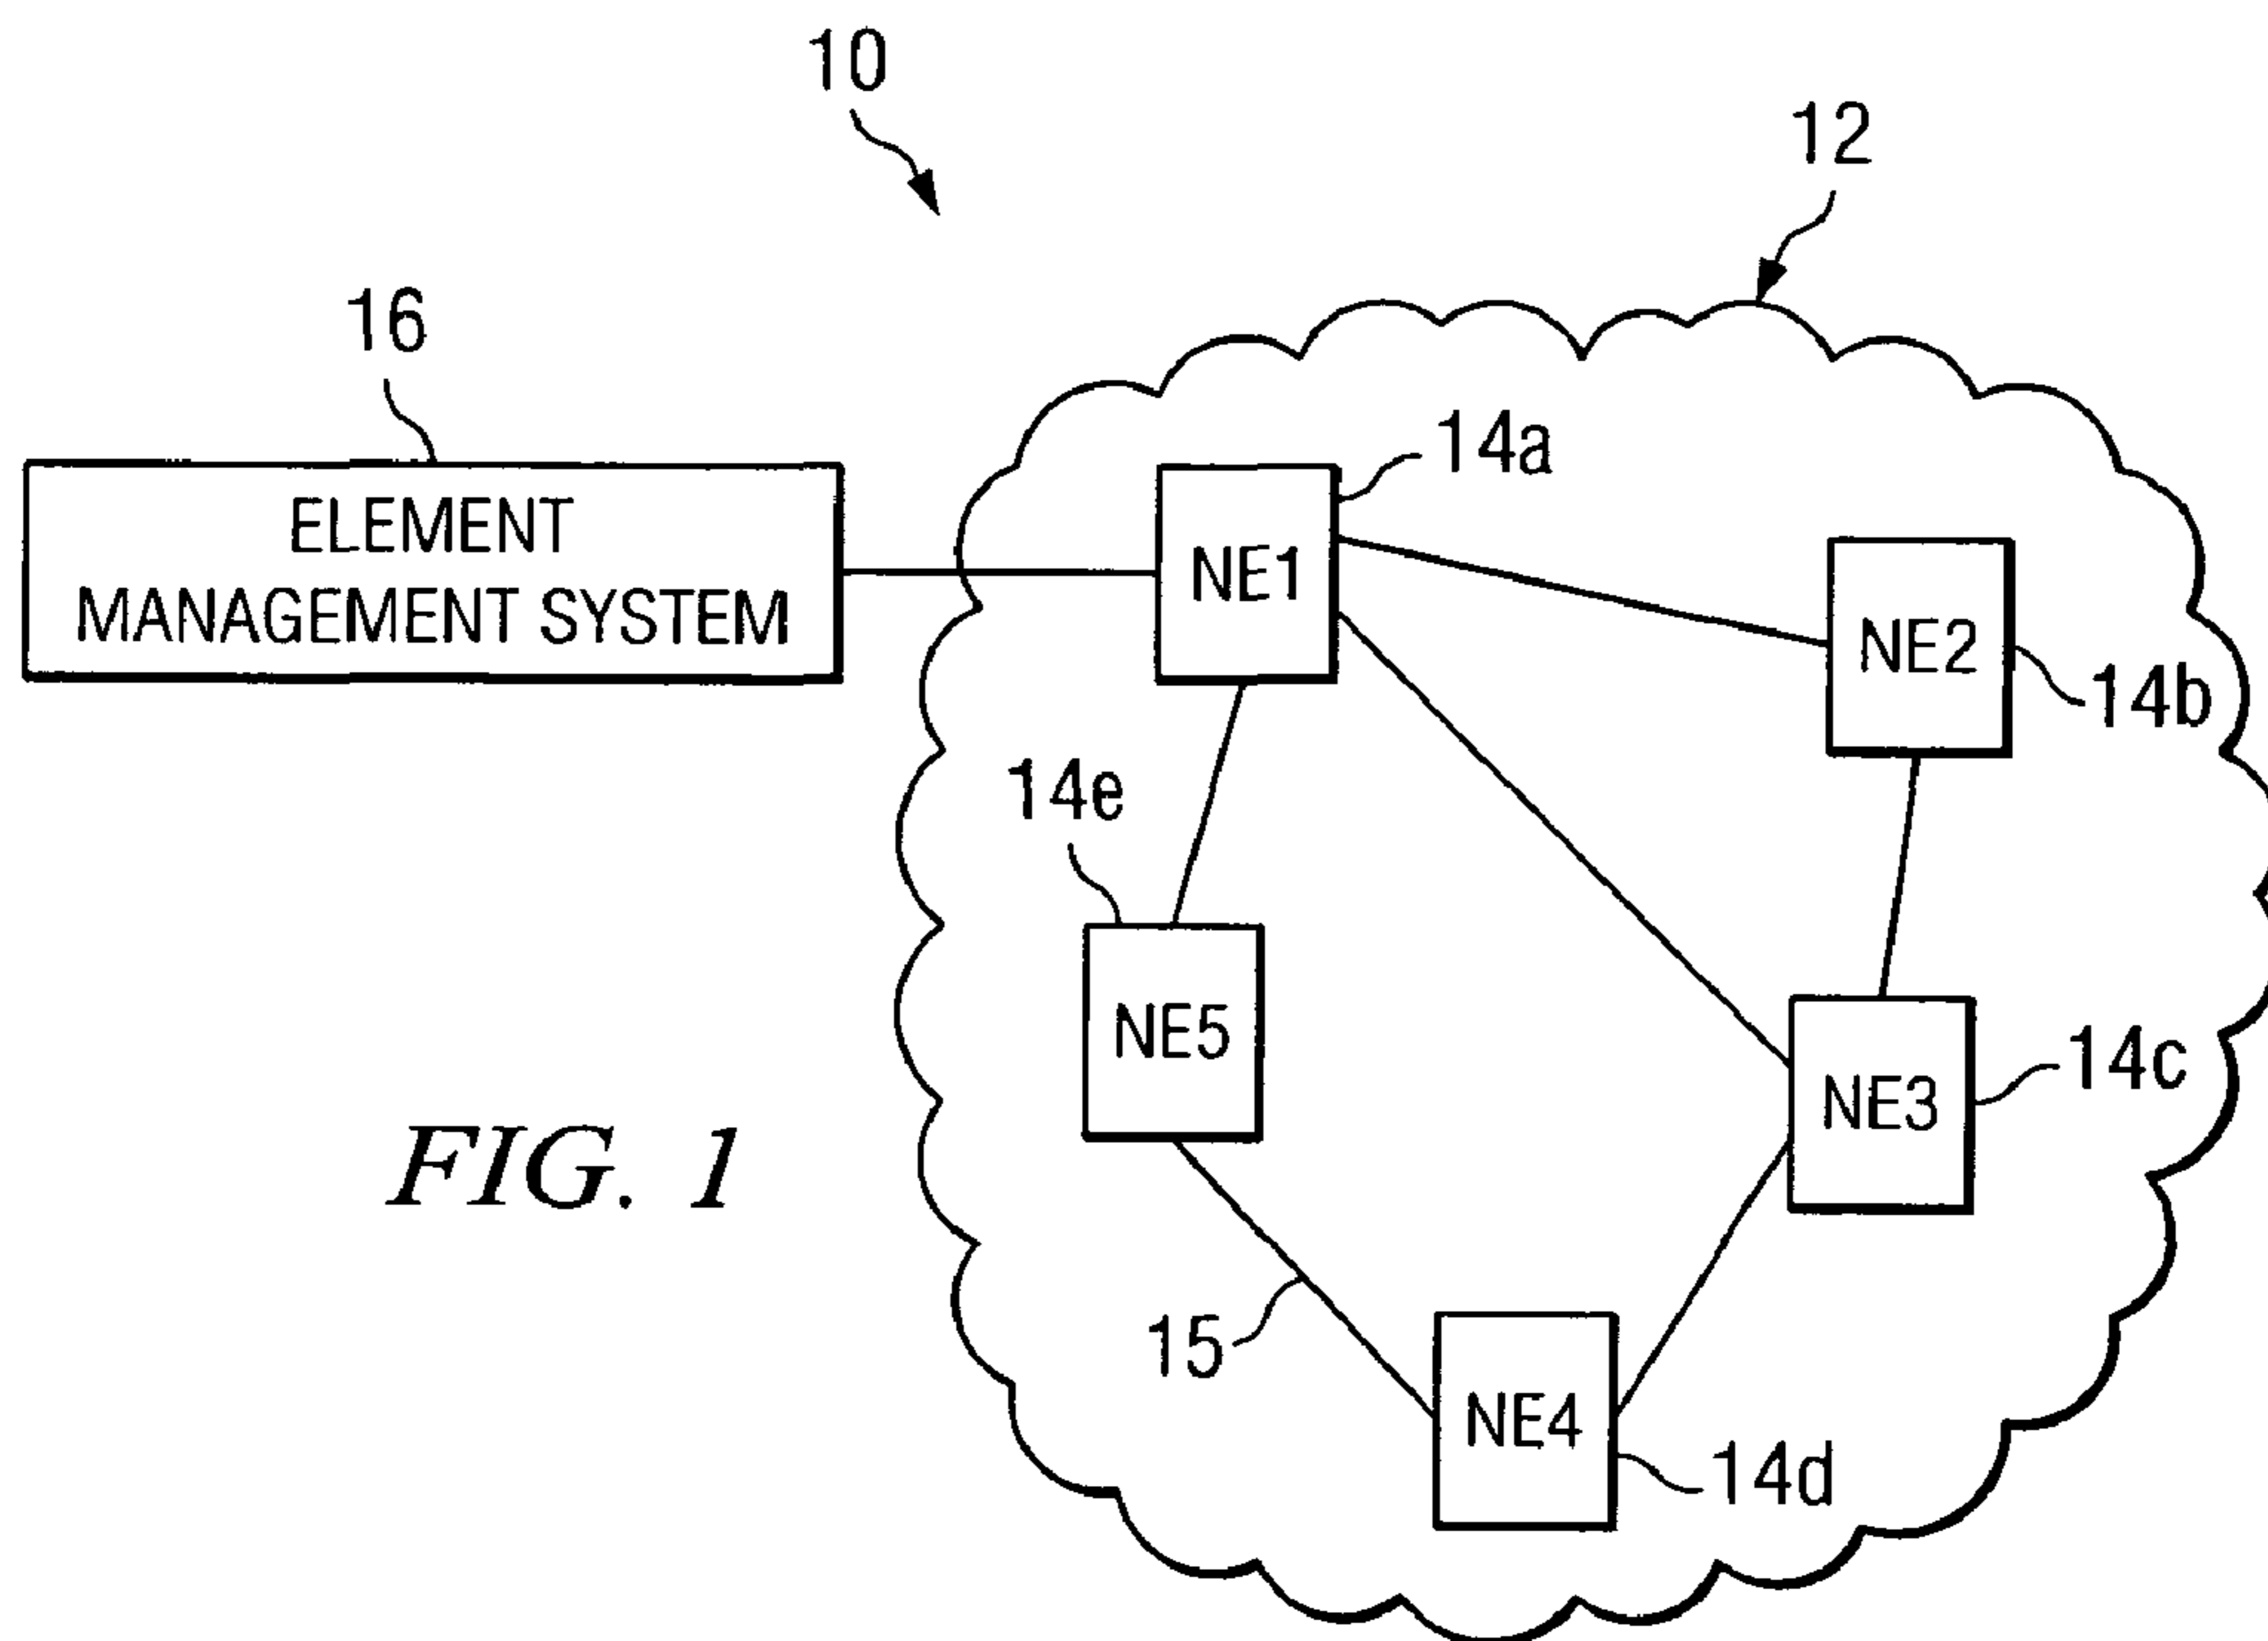 10
12
16
ELEMENT
MANAGEMENT SYSTEM
14a
NE1
NE2
14b
14e
NE5
NE3
14c
FIG. 1
15
NE4
14d